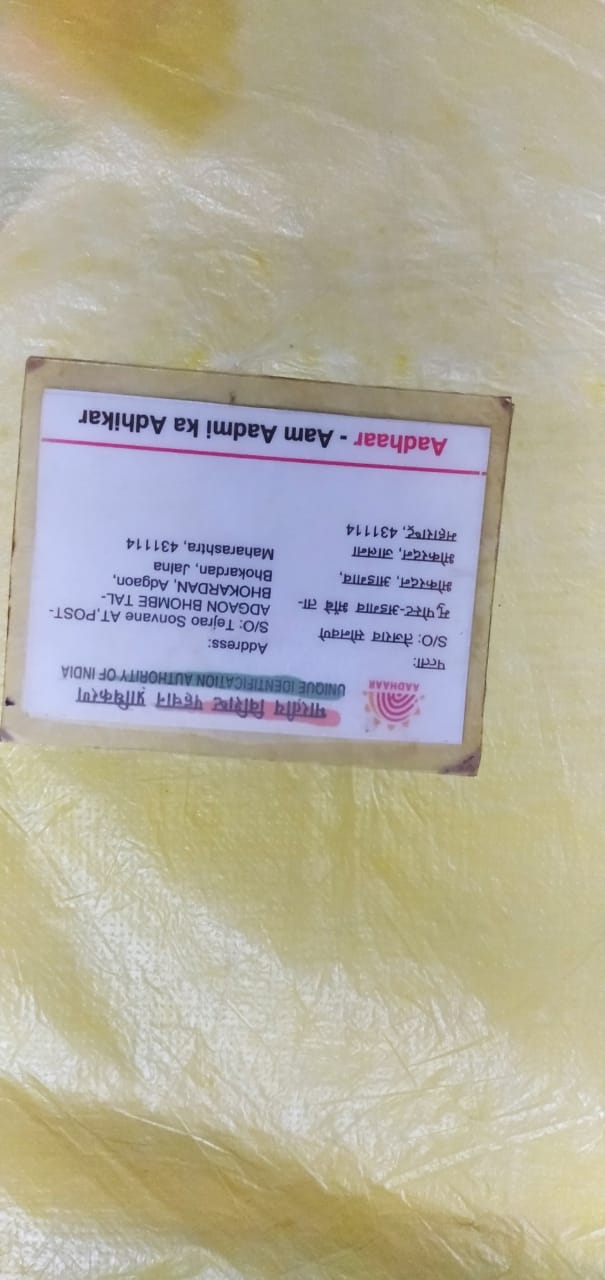 भारतीय विशिष्ट पहचान प्राधिकरण
UNIQUE IDENTIFICATION AUTHORITY OF INDIA
AADHAAR
पत्ता:
S/O: तेजराव सोनवणे
मु पोस्ट-आडगाव भोंबे ता-
भोकरदन, आडगाव,
भोकरदन, जालना
महाराष्ट्र, 431114
Address:
S/O: Tejrao Sonvane AT,POST-
ADGAON BHOMBE TAL-
BHOKARDAN, Adgaon,
Bhokardan, Jalna
Maharashtra, 431114
Aadhaar - Aam Aadmi ka Adhikar